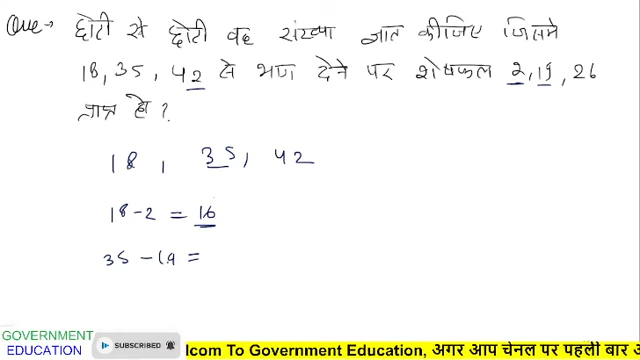 Que→ छोटी से छोटी वह संख्या ज्ञात कीजिए जिसमे
18, 35, 42 से भाग देने पर शेषफल 2, 19, 26
प्राप्त हो?
18, 35, 42
18-2 = 16
35-19 =
GOVERNMENT
EDUCATION
SUBSCRIBED
lcom To Government Education, अगर आप चेनल पर पहली बार अ